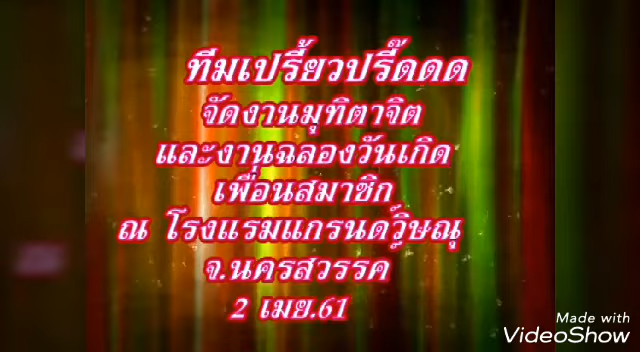 ทีมเปรี้ยวปรี๊ดดด
จัดงานมุทิตาจิต
และงานฉลองวันเกิด
เพื่อนสมาชิก
ณ โรงแรมแกรนด์วิษณุ
จ.นครสวรรค์
2 เมย.61
Made with
VideoShow